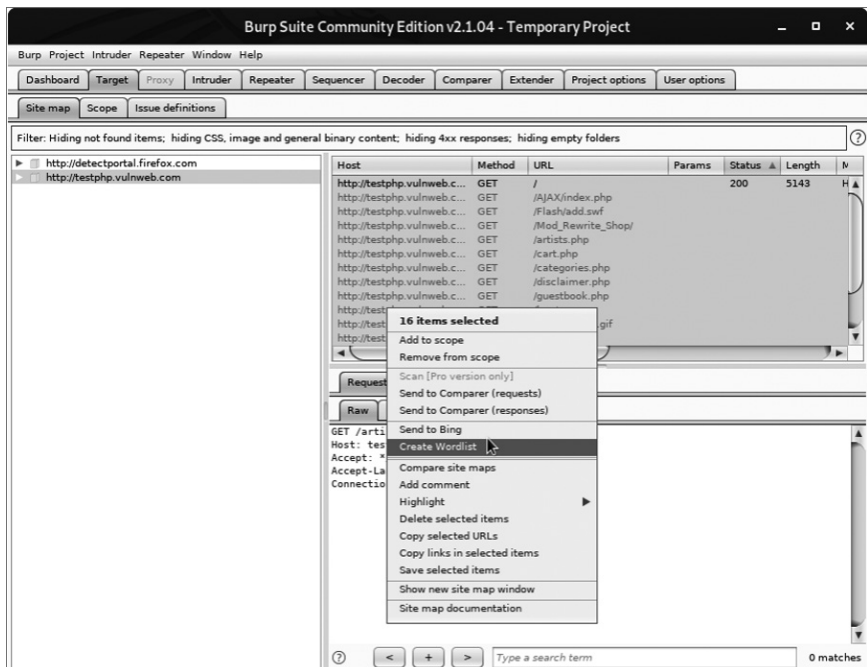 Burp Suite Community Edition v2.1.04 - Temporary Project
Burp Project Intruder Repeater Window Help
Dashboard Target Proxy Intruder Repeater Sequencer Decoder Comparer Extender Project options User options
Site map Scope Issue definitions
Filter: Hiding not found items; hiding CSS, image and general binary content; hiding 4xx responses; hiding empty folders
http://detectportal.firefox.com
http://testphp.vulnweb.com
Host Method URL Params Status Length M
http://testphp.vulnweb.c... GET / 200 5143 H
http://testphp.vulnweb.c... GET /AJAX/index.php
http://testphp.vulnweb.c... GET /Flash/add.swf
http://testphp.vulnweb.c... GET /Mod_Rewrite_Shop/
http://testphp.vulnweb.c... GET /artists.php
http://testphp.vulnweb.c... GET /cart.php
http://testphp.vulnweb.c... GET /categories.php
http://testphp.vulnweb.c... GET /disclaimer.php
http://testphp.vulnweb.c... GET /guestbook.php
http://test .gif
http://test
16 items selected
Add to scope
Remove from scope
Scan [Pro version only]
Send to Comparer (requests)
Send to Comparer (responses)
Send to Bing
Create Wordlist
Compare site maps
Add comment
Highlight
Delete selected items
Copy selected URLs
Copy links in selected items
Save selected items
Show new site map window
Site map documentation
Request
Raw
GET /arti
Host: tes
Accept: *
Accept-La
Connectio
? < + > Type a search term 0 matches